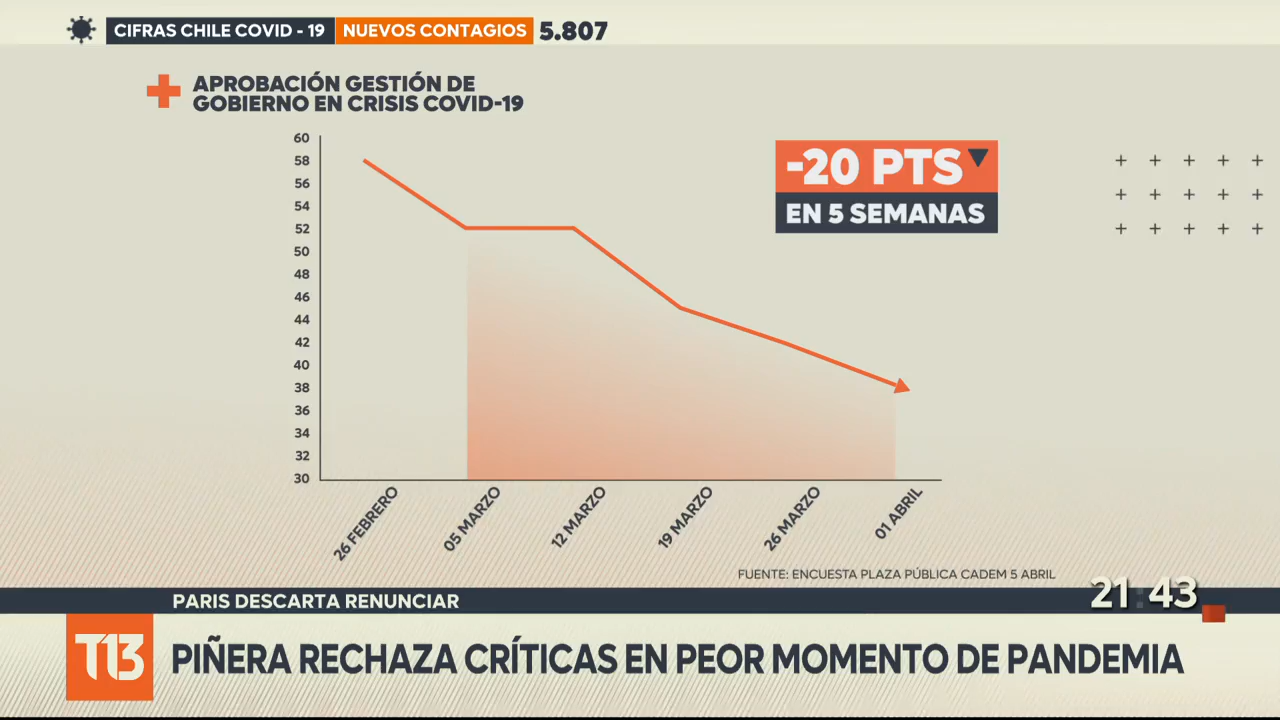 CIFRAS CHILE COVID - 19 NUEVOS CONTAGIOS 5.807
APROBACIÓN GESTIÓN DE
GOBIERNO EN CRISIS COVID-19
-20 PTS
EN 5 SEMANAS
60
58
56
54
52
50
48
46
44
42
40
38
36
34
32
30
26 FEBRERO
05 MARZO
12 MARZO
19 MARZO
26 MARZO
01 ABRIL
FUENTE: ENCUESTA PLAZA PÚBLICA CADEM 5 ABRIL
PARIS DESCARTA RENUNCIAR
21:43
T13
PIÑERA RECHAZA CRÍTICAS EN PEOR MOMENTO DE PANDEMIA